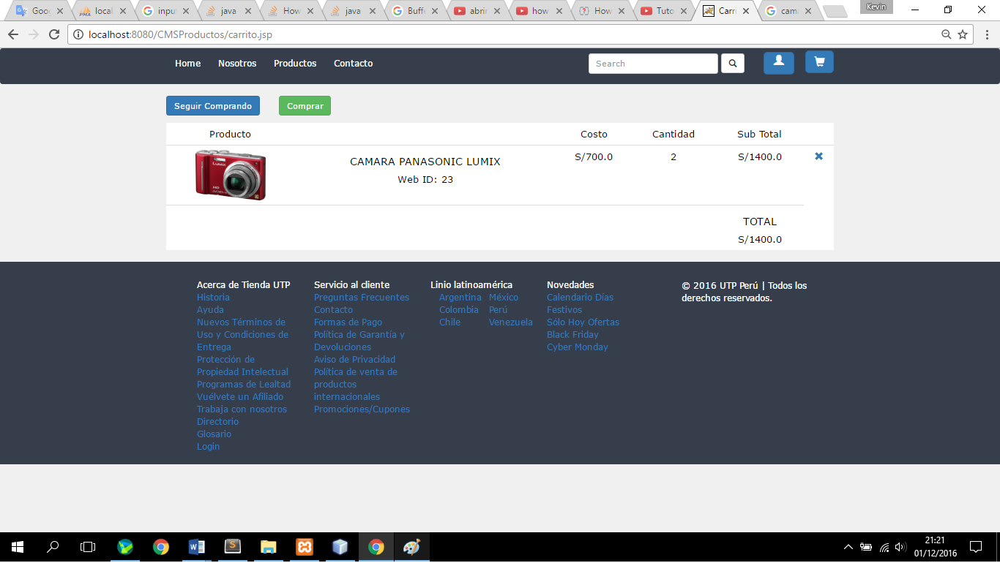 Goo
local
input
java
How
java
Buff
abrir
how
How
Tuto
Carri
cam
Kevin
localhost:8080/CMSProductos/carrito.jsp
Home Nosotros Productos Contacto Search
Seguir Comprando Comprar
Producto Costo Cantidad Sub Total
CAMARA PANASONIC LUMIX S/700.0 2 S/1400.0
Web ID: 23
LUMIX
TOTAL
S/1400.0
Acerca de Tienda UTP
Historia
Ayuda
Nuevos Términos de
Uso y Condiciones de
Entrega
Protección de
Propiedad Intelectual
Programas de Lealtad
Vuélvete un Afiliado
Trabaja con nosotros
Directorio
Glosario
Login
Servicio al cliente
Preguntas Frecuentes
Contacto
Formas de Pago
Política de Garantía y
Devoluciones
Aviso de Privacidad
Política de venta de
productos
internacionales
Promociones/Cupones
Linio latinoamérica
Argentina México
Colombia Perú
Chile Venezuela
Novedades
Calendario Días
Festivos
Sólo Hoy Ofertas
Black Friday
Cyber Monday
© 2016 UTP Perú | Todos los
derechos reservados.
21:21
01/12/2016